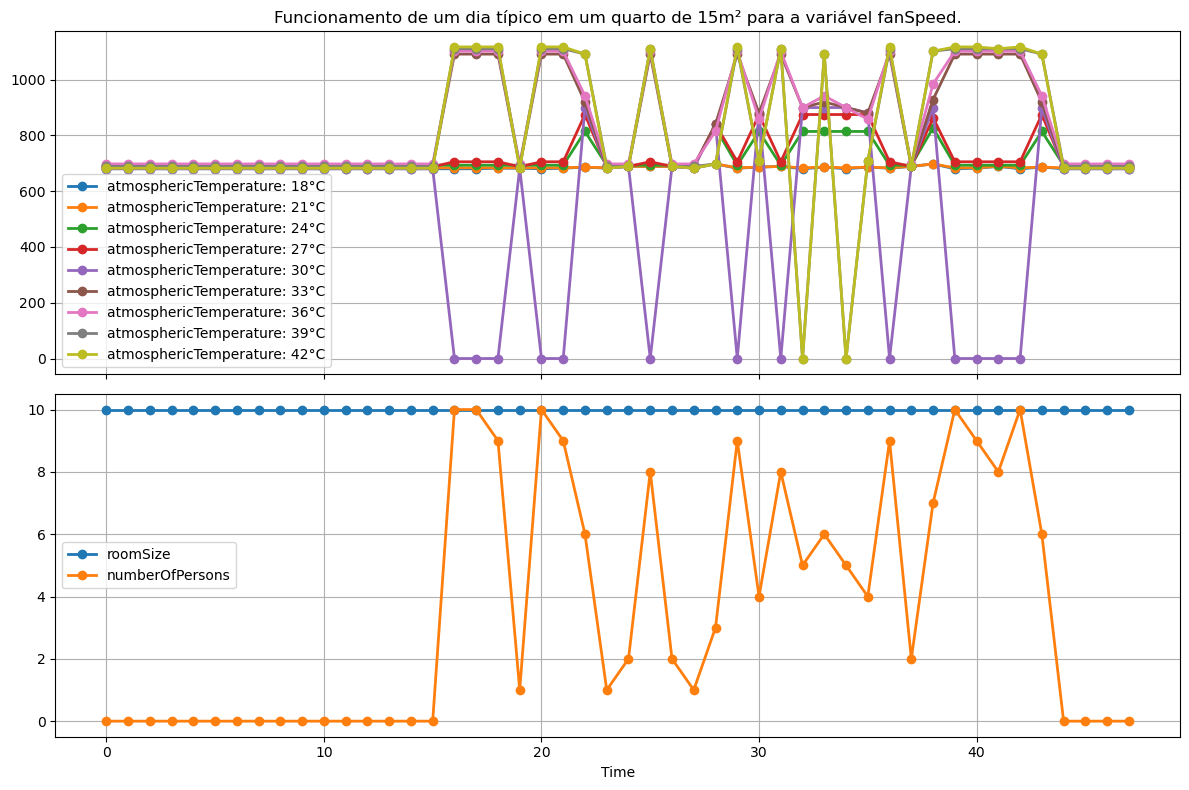 Funcionamento de um dia típico em um quarto de 15m² para a variável fanSpeed.
1000
800
600
400
200
0
atmosphericTemperature: 18°C
atmosphericTemperature: 21°C
atmosphericTemperature: 24°C
atmosphericTemperature: 27°C
atmosphericTemperature: 30°C
atmosphericTemperature: 33°C
atmosphericTemperature: 36°C
atmosphericTemperature: 39°C
atmosphericTemperature: 42°C
10
8
6
4
2
0
roomSize
numberOfPersons
0 10 20 30 40
Time